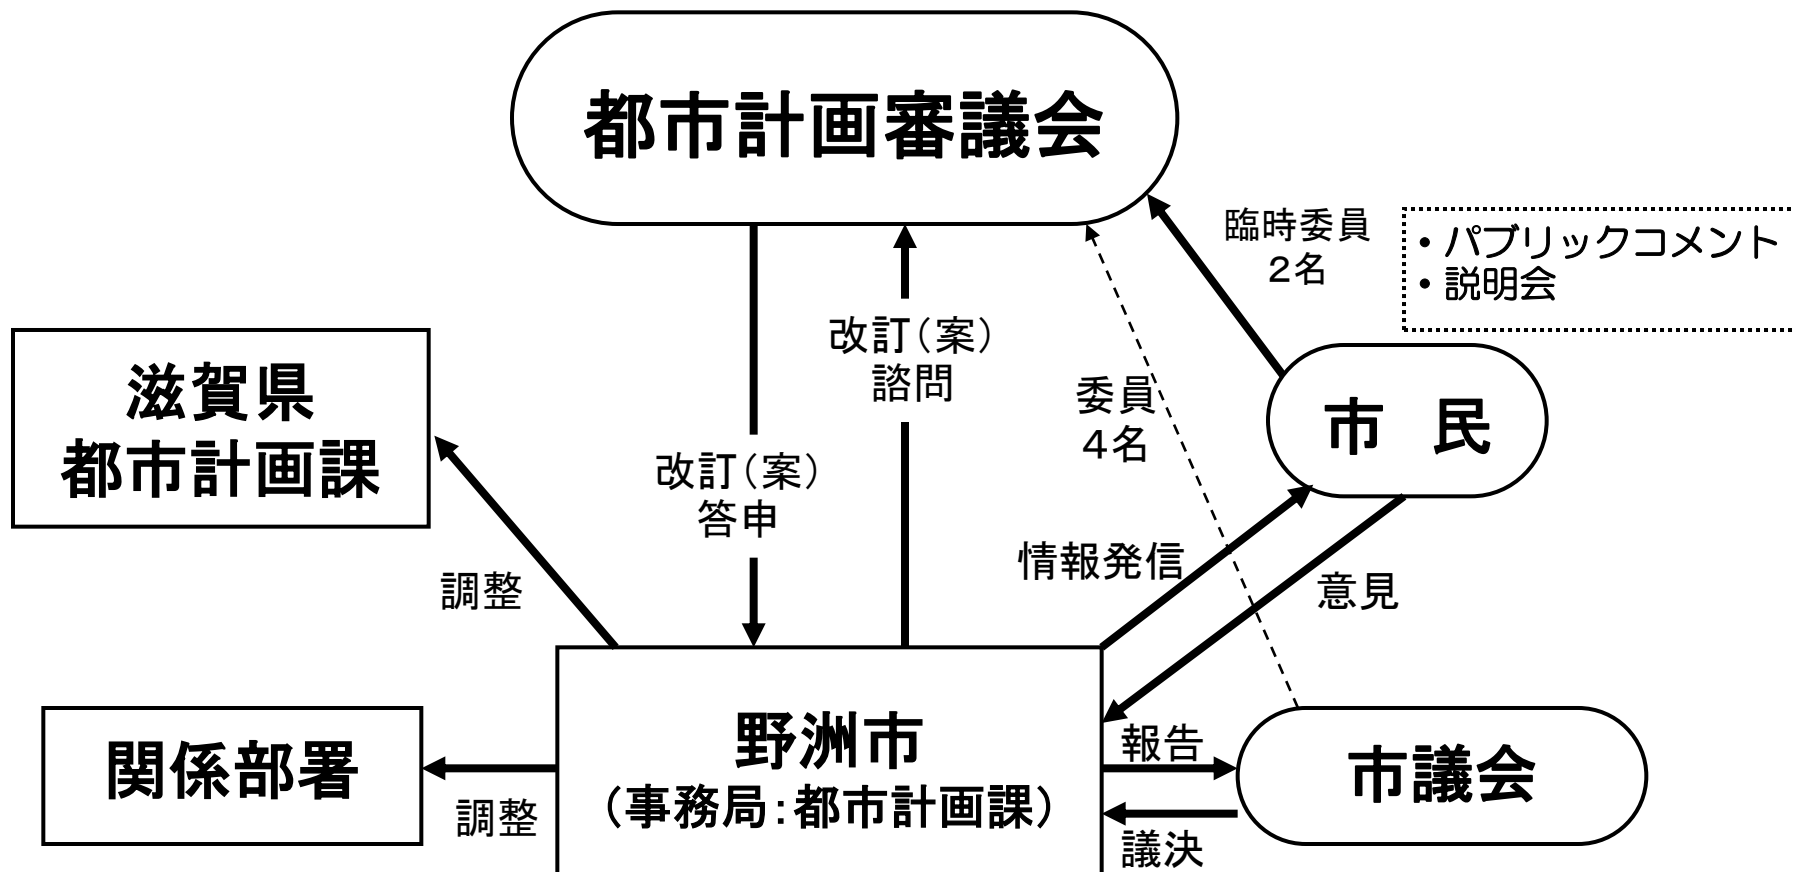 都市計画審議会
臨時委員
２名
・パブリックコメント
・説明会
改訂（案）
諮問
滋賀県
都市計画課
委員
４名
市　民
改訂（案）
答申
情報発信
調整
意見
野洲市
（事務局：都市計画課）
関係部署
調整
報告
市議会
議決